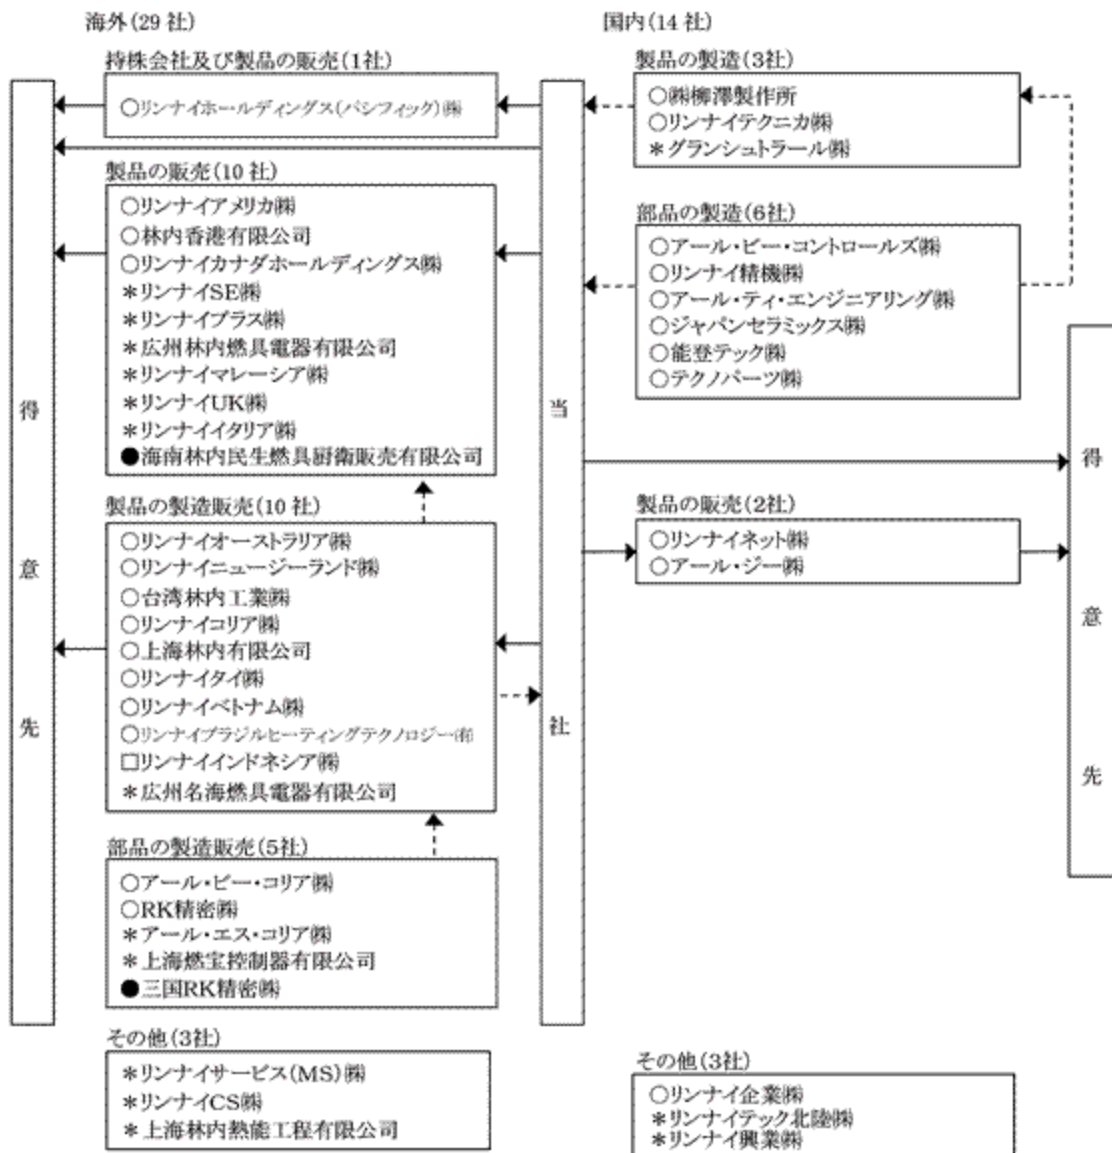 海外(29社)
持株会社及び製品の販売(1社)
○リンナイホールディングス(パシフィック)㈱
製品の販売(10社)
○リンナイアメリカ㈱
○林内香港有限公司
○リンナイカナダホールディングス㈱
*リンナイSE㈱
*リンナイプラス㈱
*広州林内燃具電器有限公司
*リンナイマレーシア㈱
*リンナイUK㈱
*リンナイイタリア㈱
●海南林内民生燃具厨衛販売有限公司
製品の製造販売(10社)
○リンナイオーストラリア㈱
○リンナイニュージーランド㈱
○台湾林内工業㈱
○リンナイコリア㈱
○上海林内有限公司
○リンナイタイ㈱
○リンナイベトナム㈱
○リンナイブラジルヒーティングテクノロジー㈲
□リンナイインドネシア㈱
*広州名海燃具電器有限公司
部品の製造販売(5社)
○アール・ビー・コリア㈱
○RK精密㈱
*アール・エス・コリア㈱
*上海燃宝控制器有限公司
●三国RK精密㈱
その他(3社)
*リンナイサービス(MS)㈱
*リンナイCS㈱
*上海林内熱能工程有限公司
得意先
当社
国内(14社)
製品の製造(3社)
○㈱柳澤製作所
○リンナイテクニカ㈱
*グランシュトラール㈱
部品の製造(6社)
○アール・ビー・コントロールズ㈱
○リンナイ精機㈱
○アール・ティ・エンジニアリング㈱
○ジャパンセラミックス㈱
○能登テック㈱
○テクノパーツ㈱
製品の販売(2社)
○リンナイネット㈱
○アール・ジー㈱
その他(3社)
○リンナイ企業㈱
*リンナイテック北陸㈱
*リンナイ興業㈱
得意先